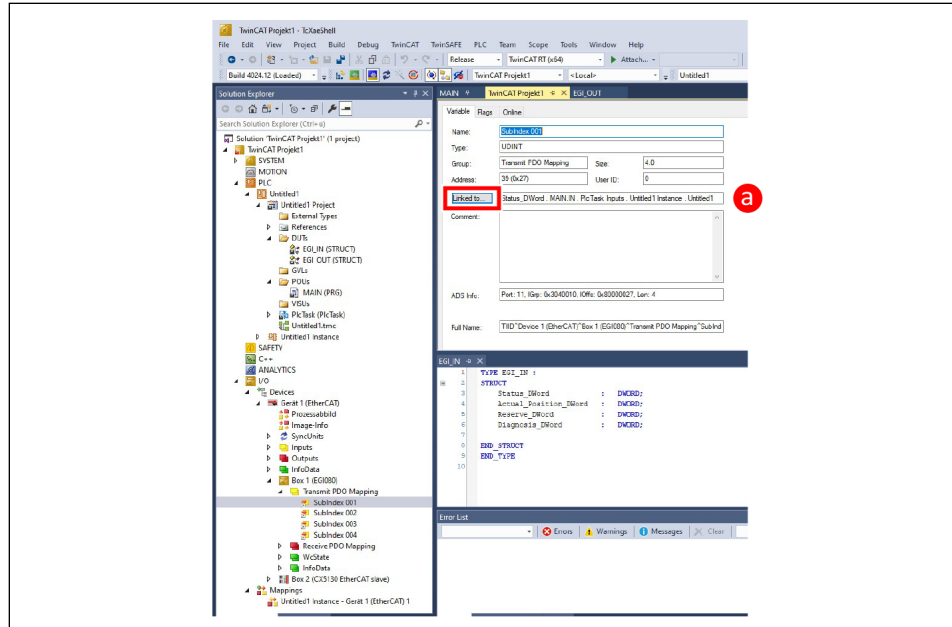 TwinCAT Projekt1 - TcXaeShell
File Edit View Project Build Debug TwinCAT TwinSAFE PLC Team Scope Tools Window Help
Release TwinCAT RT (x64) Attach...
Build 4024.12 (Loaded) TwinCAT Projekt1 <Local> Untitled1
Solution Explorer
Search Solution Explorer (Ctrl+ü)
Solution 'TwinCAT Projekt1' (1 project)
TwinCAT Projekt1
SYSTEM
MOTION
PLC
Untitled1
Untitled1 Project
External Types
References
DUTs
EGI_IN (STRUCT)
EGI OUT (STRUCT)
GVLs
POUs
MAIN (PRG)
VISUs
PlcTask (PlcTask)
Untitled1.tmc
Untitled1 Instance
SAFETY
C++
ANALYTICS
I/O
Devices
Gerät 1 (EtherCAT)
Prozessabbild
Image-Info
SyncUnits
Inputs
Outputs
InfoData
Box 1 (EGI080)
Transmit PDO Mapping
SubIndex 001
SubIndex 002
SubIndex 003
SubIndex 004
Receive PDO Mapping
WcState
InfoData
Box 2 (CX5130 EtherCAT slave)
Mappings
Untitled1 Instance - Gerät 1 (EtherCAT) 1
MAIN TwinCAT Projekt1 EGI_OUT
Variable Flags Online
Name: SubIndex 001
Type: UDINT
Group: Transmit PDO Mapping Size: 4.0
Address: 39 (0x27) User ID: 0
Linked to... Status_DWord . MAIN.IN . PlcTask Inputs . Untitled1 Instance . Untitled1
a
Comment:
ADS Info: Port: 11, IGrp: 0x3040010, IOffs: 0x80000027, Len: 4
Full Name: TIID^Device 1 (EtherCAT)^Box 1 (EGI080)^Transmit PDO Mapping^SubInd
EGI_IN
1 TYPE EGI_IN :
2 STRUCT
3 Status_DWord : DWORD;
4 Actual_Position_DWord : DWORD;
5 Reserve_DWord : DWORD;
6 Diagnosis_DWord : DWORD;
7
8 END_STRUCT
9 END_TYPE
10
Error List
Errors Warnings Messages Clear